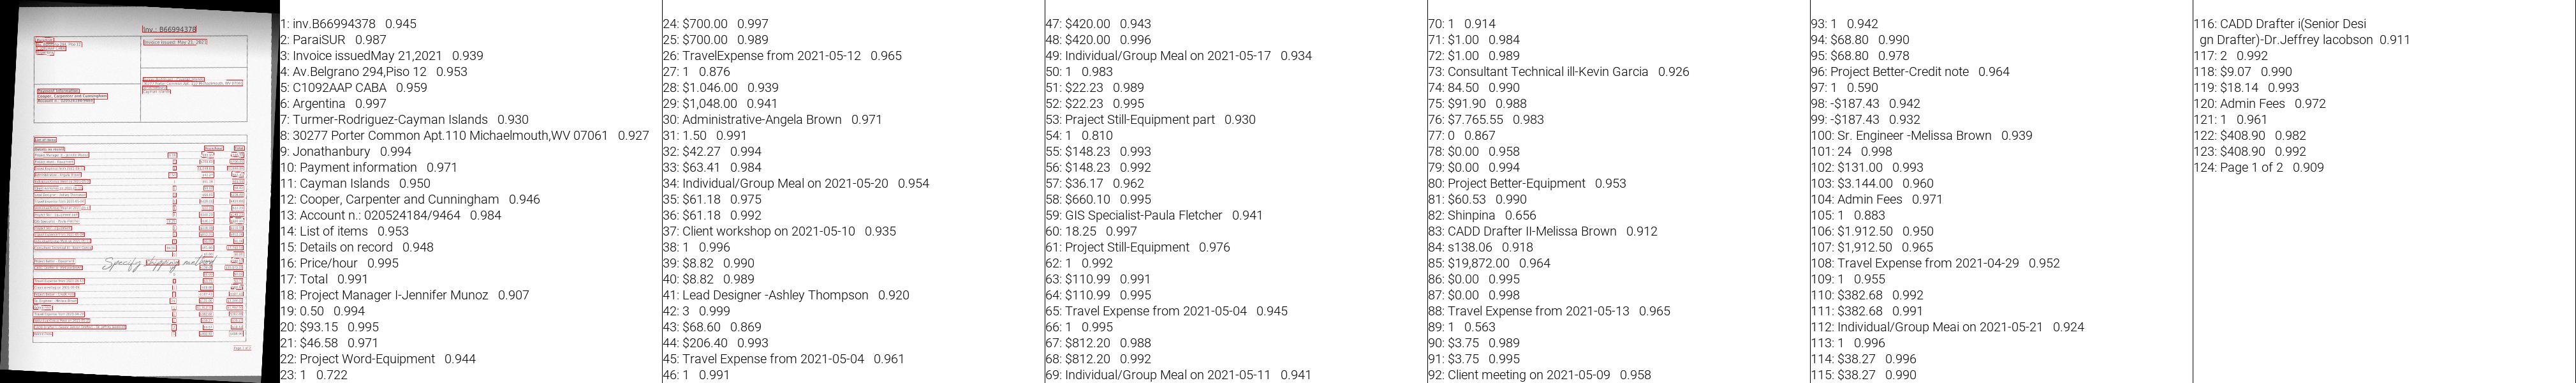 1: inv.B66994378 0.945
2: ParaiSUR 0.987
3: Invoice issuedMay 21,2021 0.939
4: Av.Belgrano 294,Piso 12 0.953
5: C1092AAP CABA 0.959
6: Argentina 0.997
7: Turmer-Rodriguez-Cayman Islands 0.930
8: 30277 Porter Common Apt.110 Michaelmouth,WV 07061 0.927
9: Jonathanbury 0.994
10: Payment information 0.971
11: Cayman Islands 0.950
12: Cooper, Carpenter and Cunningham 0.946
13: Account n.: 020524184/9464 0.984
14: List of items 0.953
15: Details on record 0.948
16: Price/hour 0.995
17: Total 0.991
18: Project Manager I-Jennifer Munoz 0.907
19: 0.50 0.994
20: $93.15 0.995
21: $46.58 0.971
22: Project Word-Equipment 0.944
23: 1 0.722
24: $700.00 0.997
25: $700.00 0.989
26: TravelExpense from 2021-05-12 0.965
27: 1 0.876
28: $1.046.00 0.939
29: $1,048.00 0.941
30: Administrative-Angela Brown 0.971
31: 1.50 0.991
32: $42.27 0.994
33: $63.41 0.984
34: Individual/Group Meal on 2021-05-20 0.954
35: $61.18 0.975
36: $61.18 0.992
37: Client workshop on 2021-05-10 0.935
38: 1 0.996
39: $8.82 0.990
40: $8.82 0.989
41: Lead Designer -Ashley Thompson 0.920
42: 3 0.999
43: $68.60 0.869
44: $206.40 0.993
45: Travel Expense from 2021-05-04 0.961
46: 1 0.991
47: $420.00 0.943
48: $420.00 0.996
49: Individual/Group Meal on 2021-05-17 0.934
50: 1 0.983
51: $22.23 0.989
52: $22.23 0.995
53: Praject Still-Equipment part 0.930
54: 1 0.810
55: $148.23 0.993
56: $148.23 0.992
57: $36.17 0.962
58: $660.10 0.995
59: GIS Specialist-Paula Fletcher 0.941
60: 18.25 0.997
61: Project Still-Equipment 0.976
62: 1 0.992
63: $110.99 0.991
64: $110.99 0.995
65: Travel Expense from 2021-05-04 0.945
66: 1 0.995
67: $812.20 0.988
68: $812.20 0.992
69: Individual/Group Meal on 2021-05-11 0.941
70: 1 0.914
71: $1.00 0.984
72: $1.00 0.989
73: Consultant Technical ill-Kevin Garcia 0.926
74: 84.50 0.990
75: $91.90 0.988
76: $7.765.55 0.983
77: 0 0.867
78: $0.00 0.958
79: $0.00 0.994
80: Project Better-Equipment 0.953
81: $60.53 0.990
82: Shinpina 0.656
83: CADD Drafter II-Melissa Brown 0.912
84: s138.06 0.918
85: $19,872.00 0.964
86: $0.00 0.995
87: $0.00 0.998
88: Travel Expense from 2021-05-13 0.965
89: 1 0.563
90: $3.75 0.989
91: $3.75 0.995
92: Client meeting on 2021-05-09 0.958
93: 1 0.942
94: $68.80 0.990
95: $68.80 0.978
96: Project Better-Credit note 0.964
97: 1 0.590
98: -$187.43 0.942
99: -$187.43 0.932
100: Sr. Engineer -Melissa Brown 0.939
101: 24 0.998
102: $131.00 0.993
103: $3.144.00 0.960
104: Admin Fees 0.971
105: 1 0.883
106: $1.912.50 0.950
107: $1,912.50 0.965
108: Travel Expense from 2021-04-29 0.952
109: 1 0.955
110: $382.68 0.992
111: $382.68 0.991
112: Individual/Group Meai on 2021-05-21 0.924
113: 1 0.996
114: $38.27 0.996
115: $38.27 0.990
116: CADD Drafter i(Senior Desi
gn Drafter)-Dr.Jeffrey lacobson 0.911
117: 2 0.992
118: $9.07 0.990
119: $18.14 0.993
120: Admin Fees 0.972
121: 1 0.961
122: $408.90 0.982
123: $408.90 0.992
124: Page 1 of 2 0.909
Inv.: B66994378
Specify shipping method